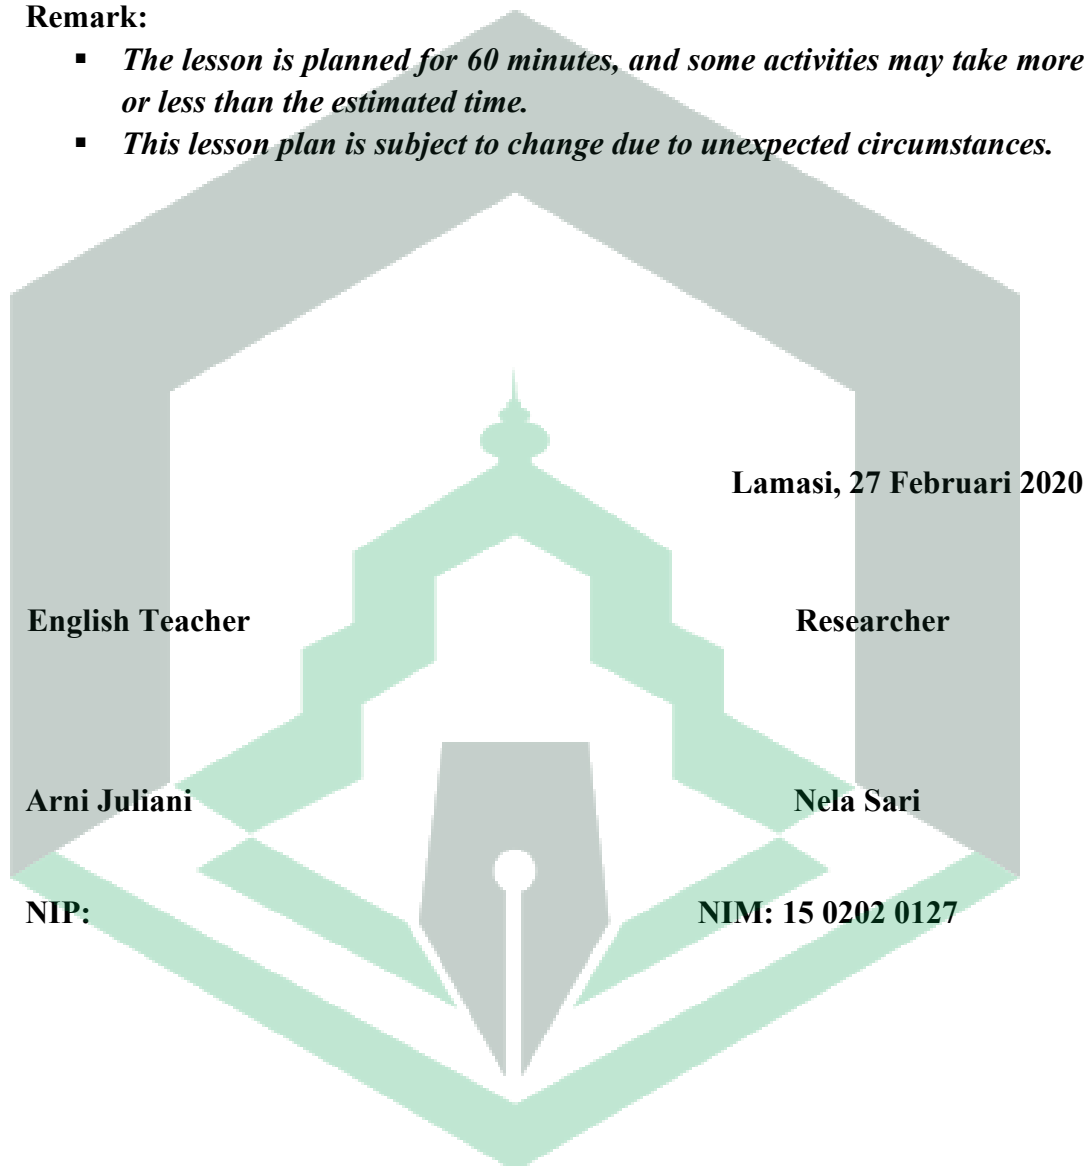 Remark:
▪ The lesson is planned for 60 minutes, and some activities may take more
or less than the estimated time.
▪ This lesson plan is subject to change due to unexpected circumstances.
Lamasi, 27 Februari 2020
English Teacher Researcher
Arni Juliani Nela Sari
NIP: NIM: 15 0202 0127